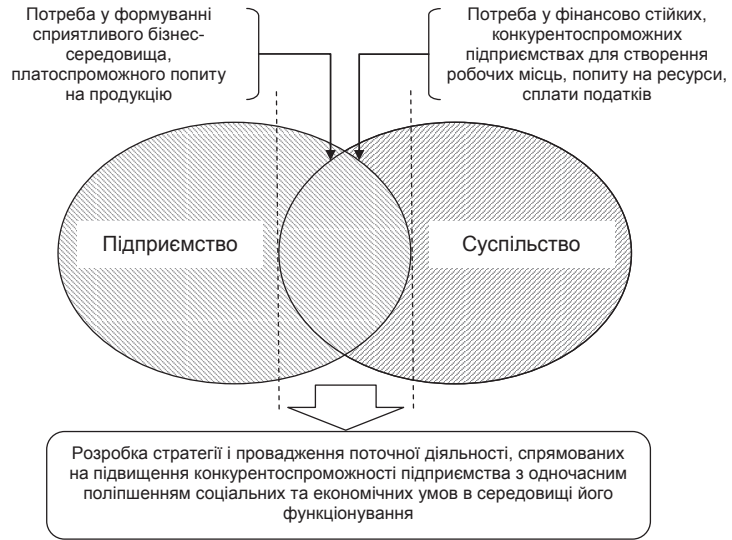 Потреба у формуванні
сприятливого бізнес-
середовища,
платоспроможного попиту
на продукцію
Потреба у фінансово стійких,
конкурентоспроможних
підприємствах для створення
робочих місць, попиту на ресурси,
сплати податків
Підприємство
Суспільство
Розробка стратегії і провадження поточної діяльності, спрямованих
на підвищення конкурентоспроможності підприємства з одночасним
поліпшенням соціальних та економічних умов в середовищі його
функціонування